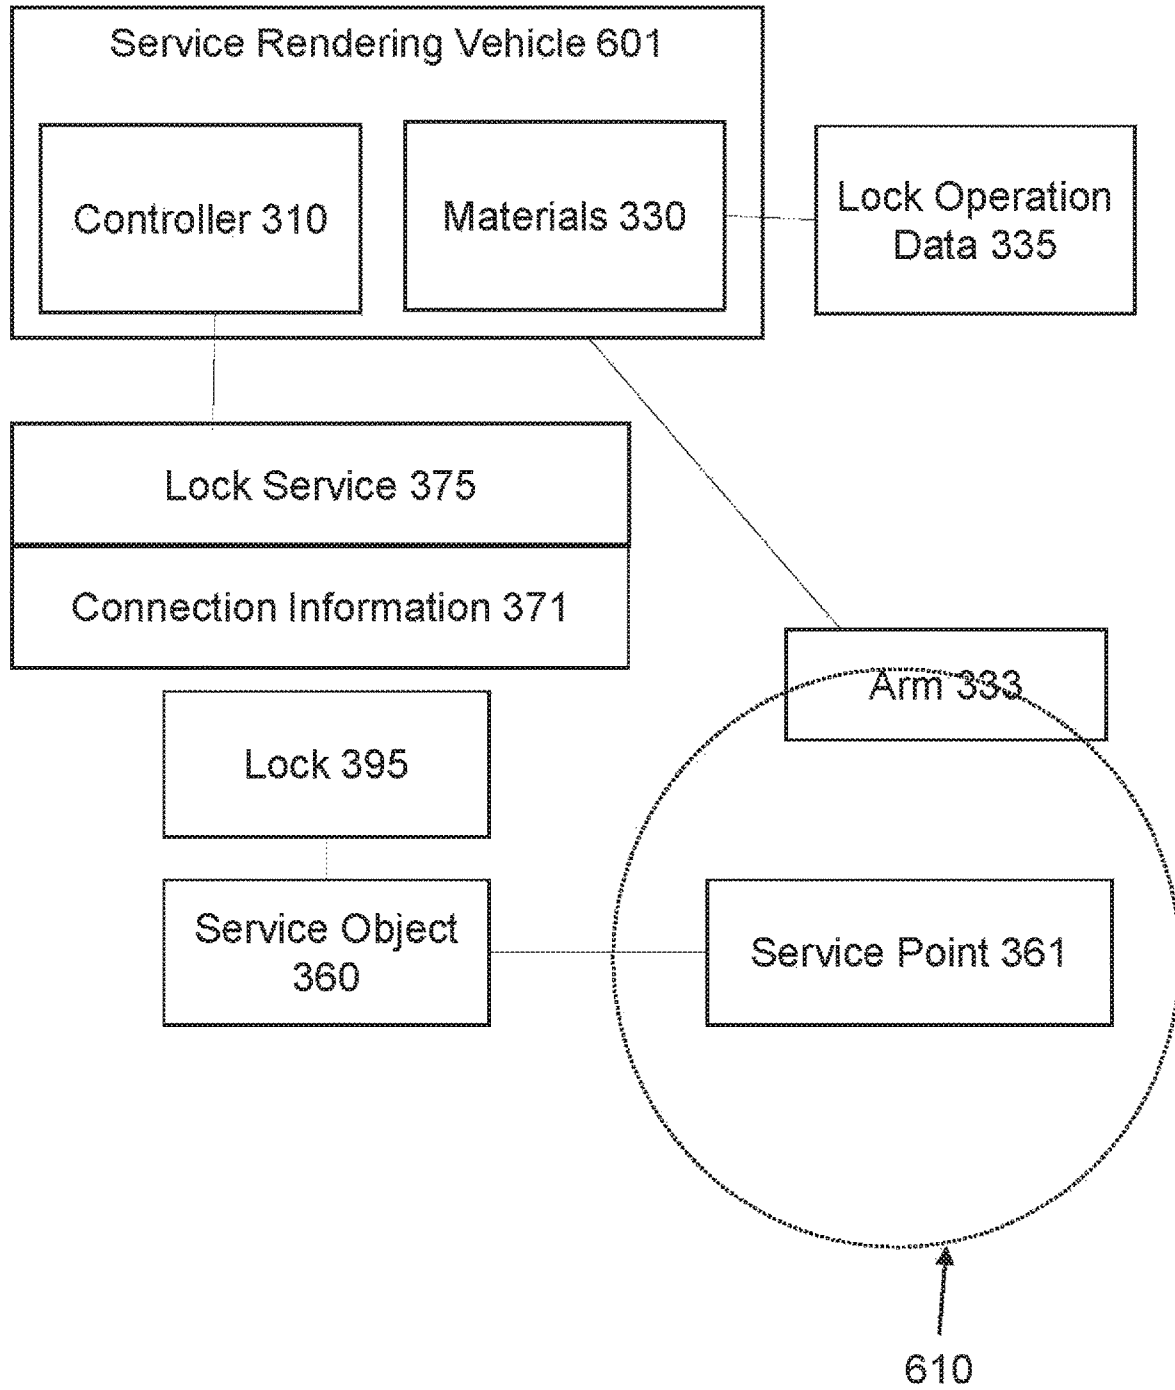 Service Rendering Vehicle 601
Controller 310
Materials 330
Lock Operation
Data 335
Lock Service 375
Connection Information 371
Arm 333
Lock 395
Service Object
360
Service Point 361
610